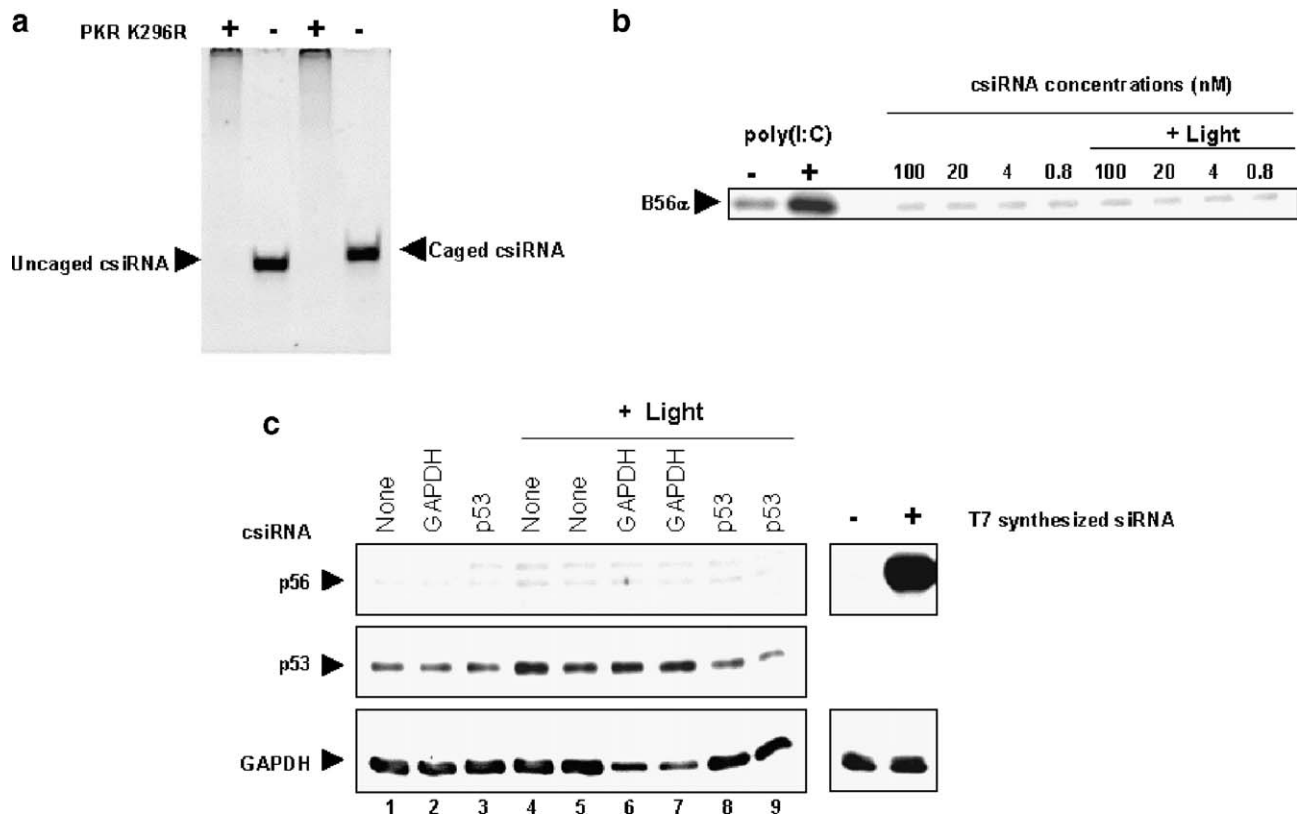 a
PKR K296R + - + -
Uncaged csiRNA
Caged csiRNA
b
csiRNA concentrations (nM)
poly(I:C)
+ Light
- + 100 20 4 0.8 100 20 4 0.8
B56α
c
+ Light
csiRNA None GAPDH p53 None None GAPDH GAPDH p53 p53
- + T7 synthesized siRNA
p56
p53
GAPDH
1 2 3 4 5 6 7 8 9